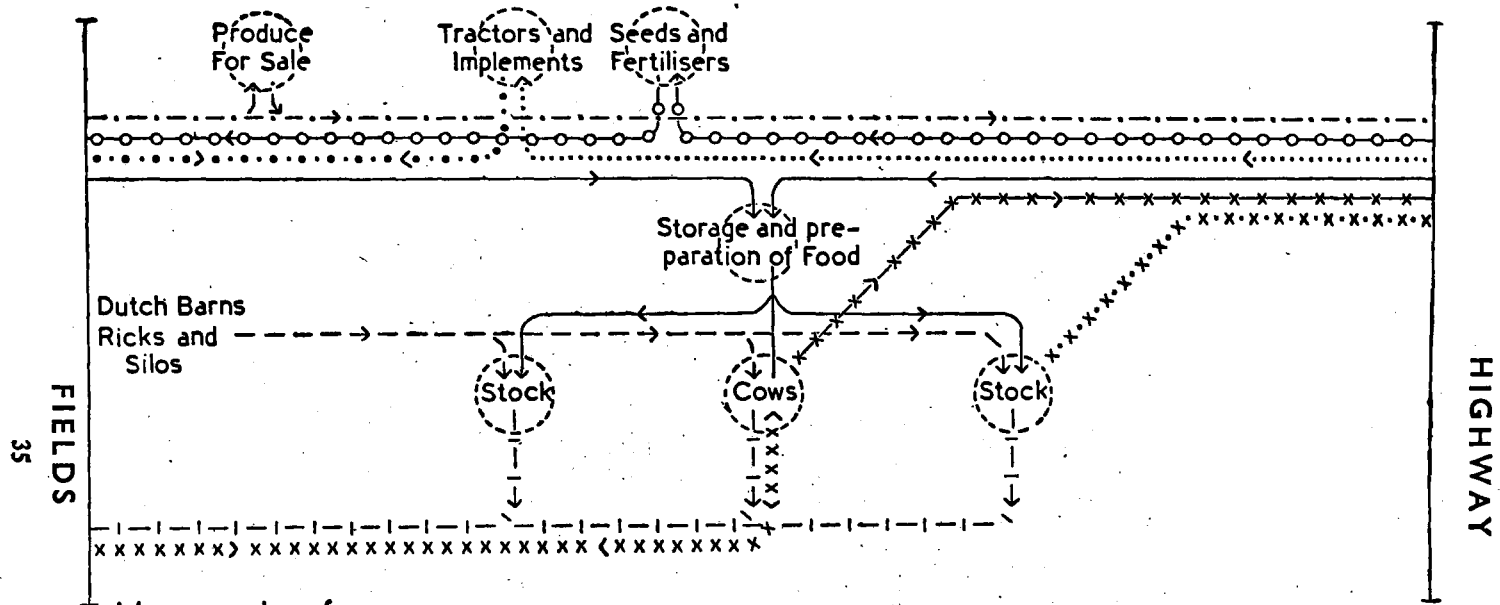 Produce
For Sale
Tractors and
Implements
Seeds and
Fertilisers
Storage and pre-
paration of Food
Dutch Barns
Ricks and
Silos
Stock
Cows
Stock
FIELDS
35
HIGHWAY